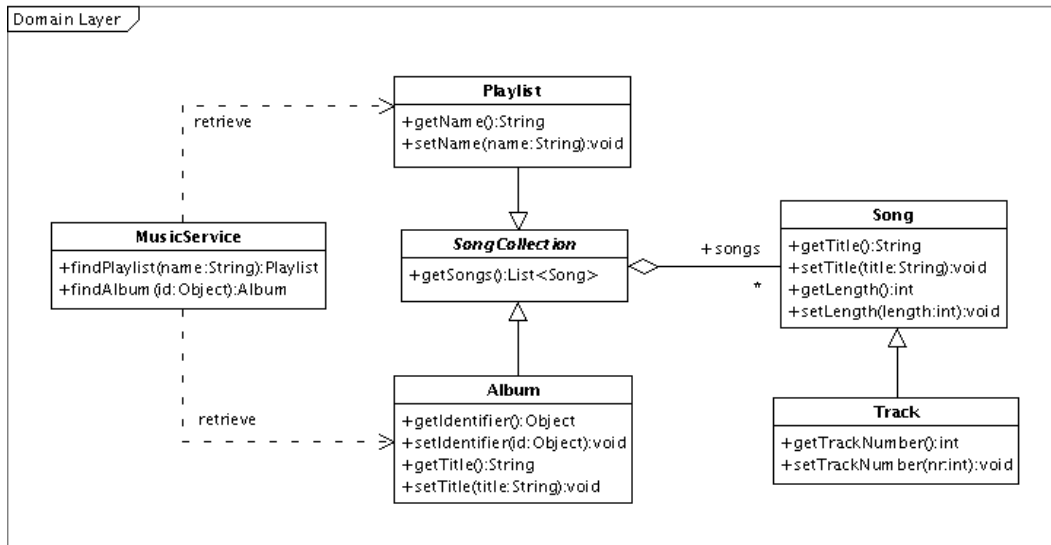 Domain Layer
Playlist
+getName():String
+setName(name:String):void
retrieve
MusicService
+findPlaylist(name:String):Playlist
+findAlbum(id:Object):Album
SongCollection
+getSongs():List<Song>
+songs
*
Song
+getTitle():String
+setTitle(title:String):void
+getLength():int
+setLength(length:int):void
retrieve
Album
+getIdentifier():Object
+setIdentifier(id:Object):void
+getTitle():String
+setTitle(title:String):void
Track
+getTrackNumber():int
+setTrackNumber(nr:int):void